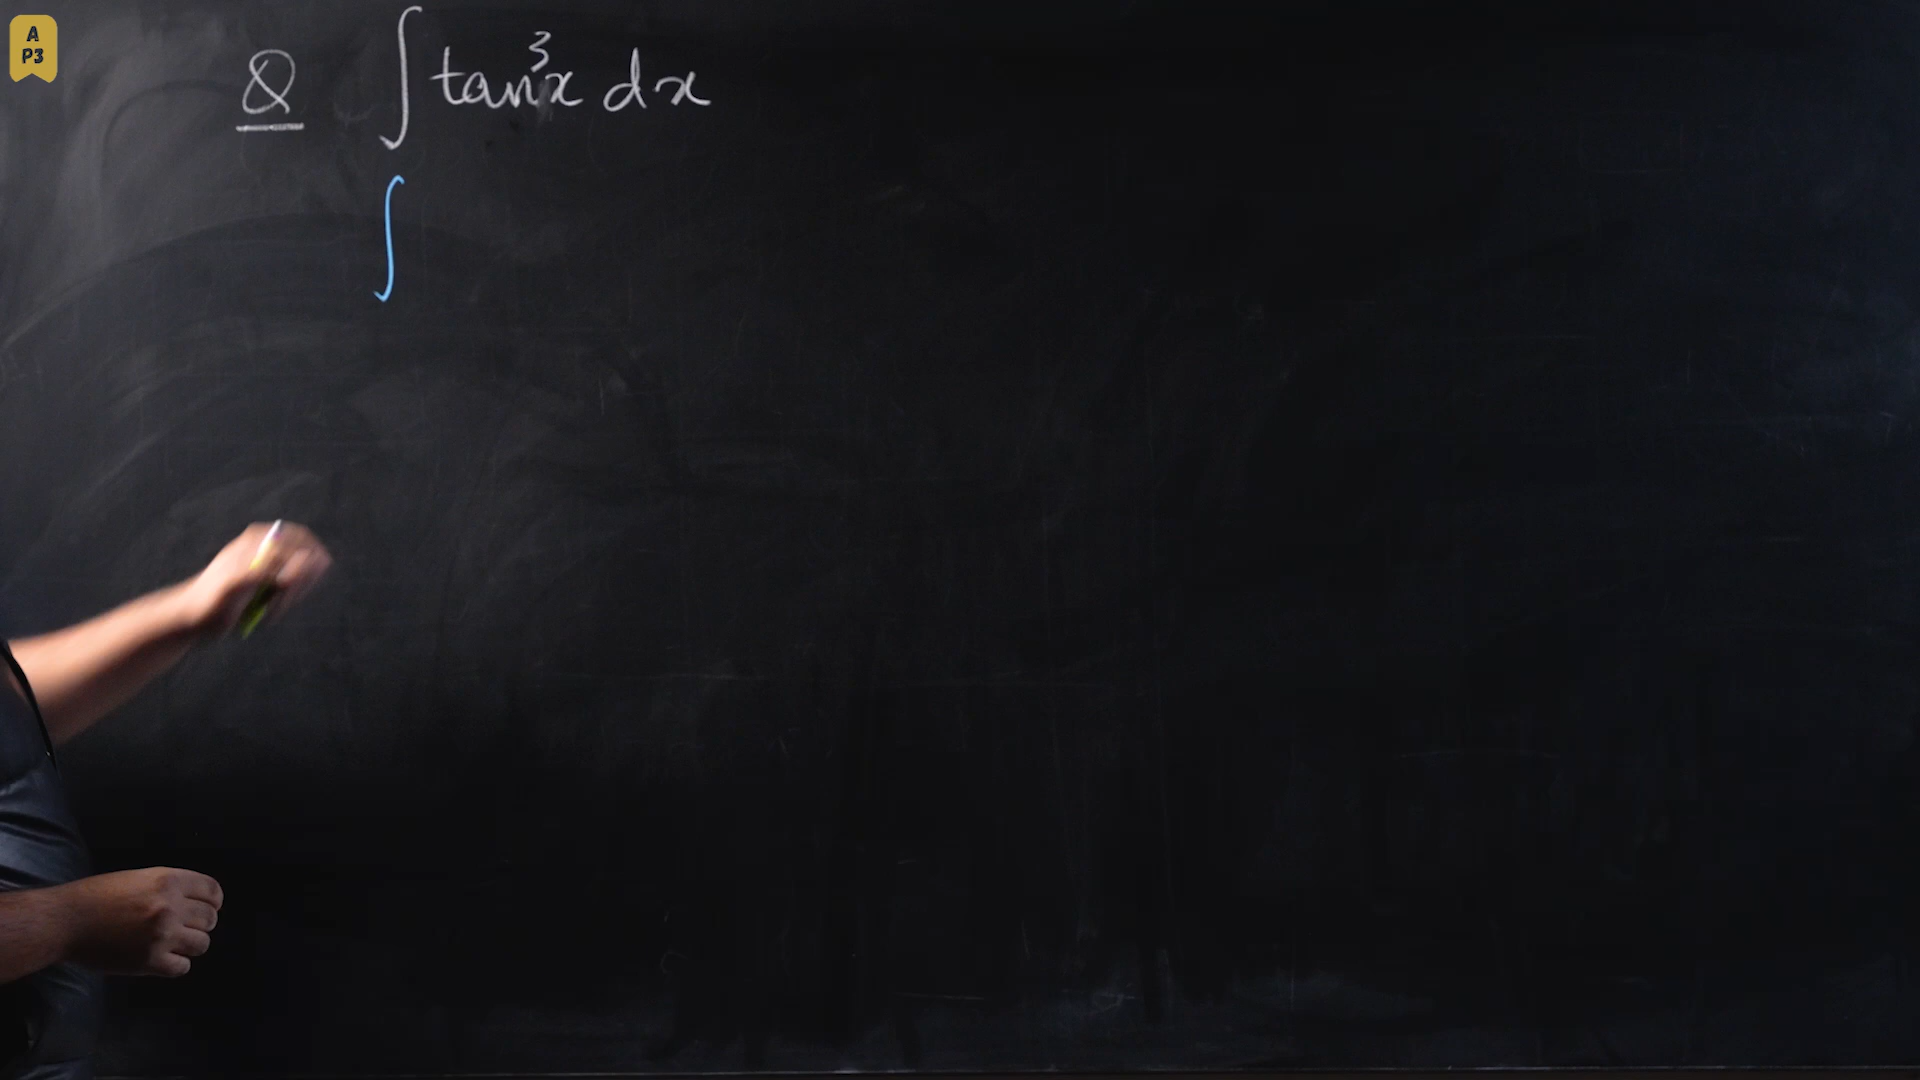 A
P3
Q ∫ tan³x dx
∫